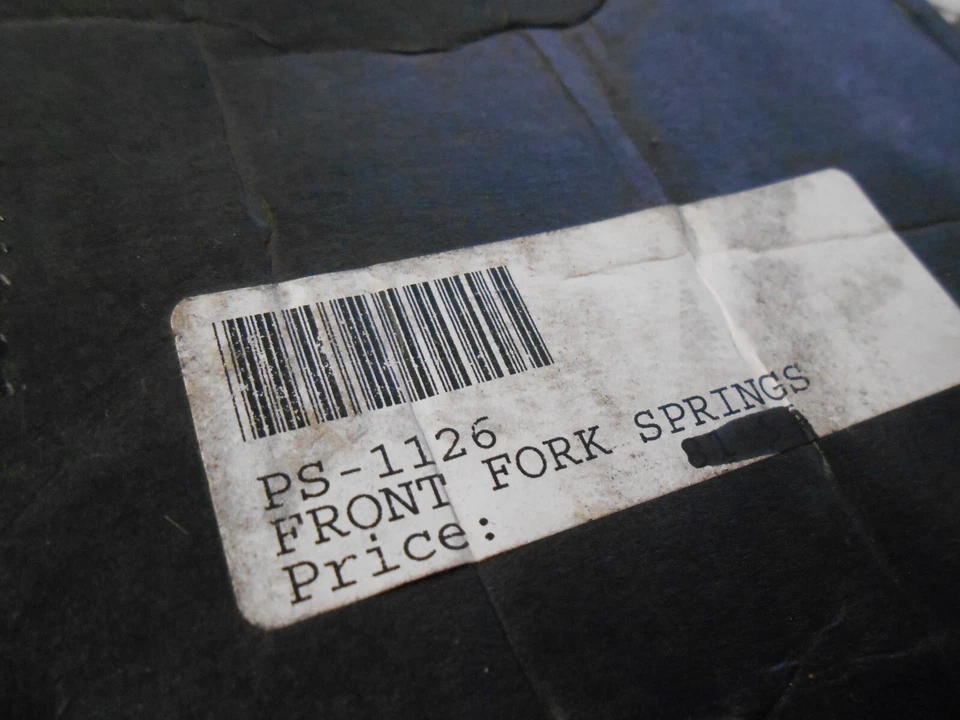 PS-1126
FRONT FORK SPRINGS
Price: